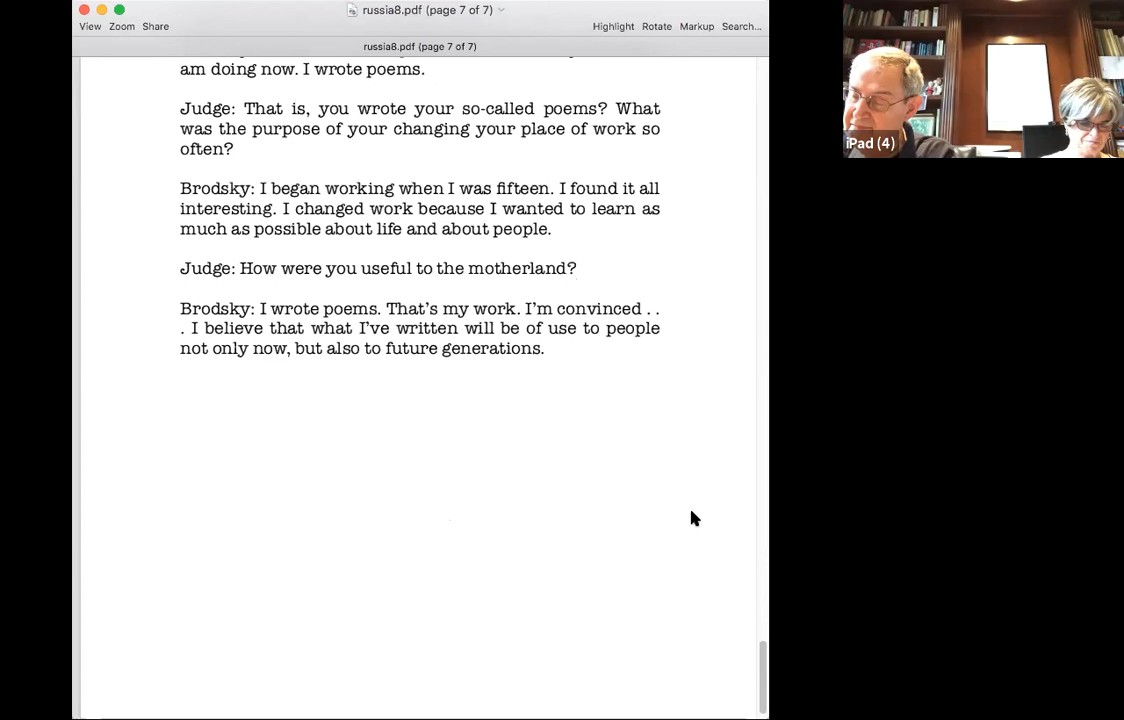 russia8.pdf (page 7 of 7)
View Zoom Share
Highlight Rotate Markup Search...
russia8.pdf (page 7 of 7)
am doing now. I wrote poems.
Judge: That is, you wrote your so-called poems? What
was the purpose of your changing your place of work so
often?
Brodsky: I began working when I was fifteen. I found it all
interesting. I changed work because I wanted to learn as
much as possible about life and about people.
Judge: How were you useful to the motherland?
Brodsky: I wrote poems. That's my work. I'm convinced . .
. I believe that what I've written will be of use to people
not only now, but also to future generations.
iPad (4)